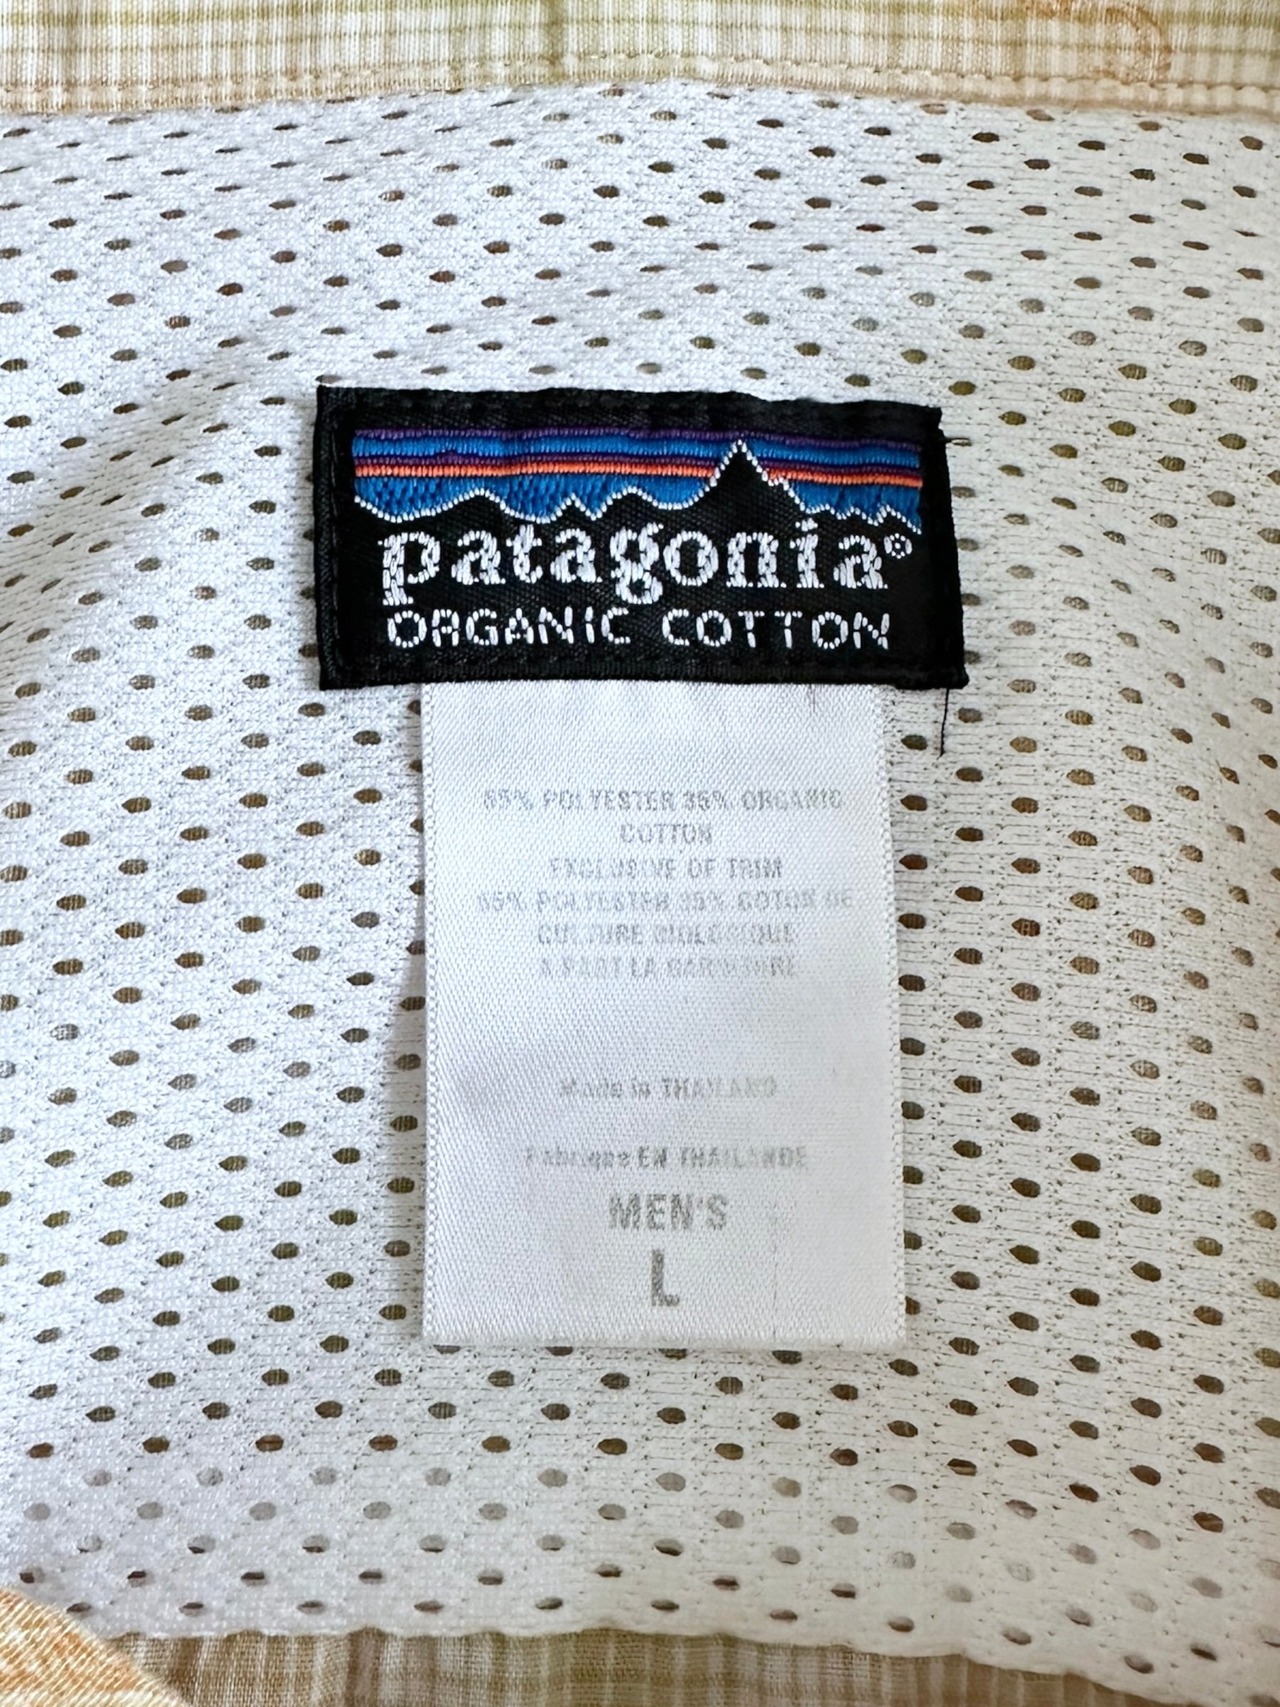 patagonia®
ORGANIC COTTON
65% POLYESTER 35% ORGANIC
COTTON
EXCLUSIVE OF TRIM
65% POLYESTER 35% COTON DE
CULTURE BIOLOGIQUE
A PART LA GARNITURE
Made in THAILAND
Fabriqee EN THAILANDE
MEN'S
L